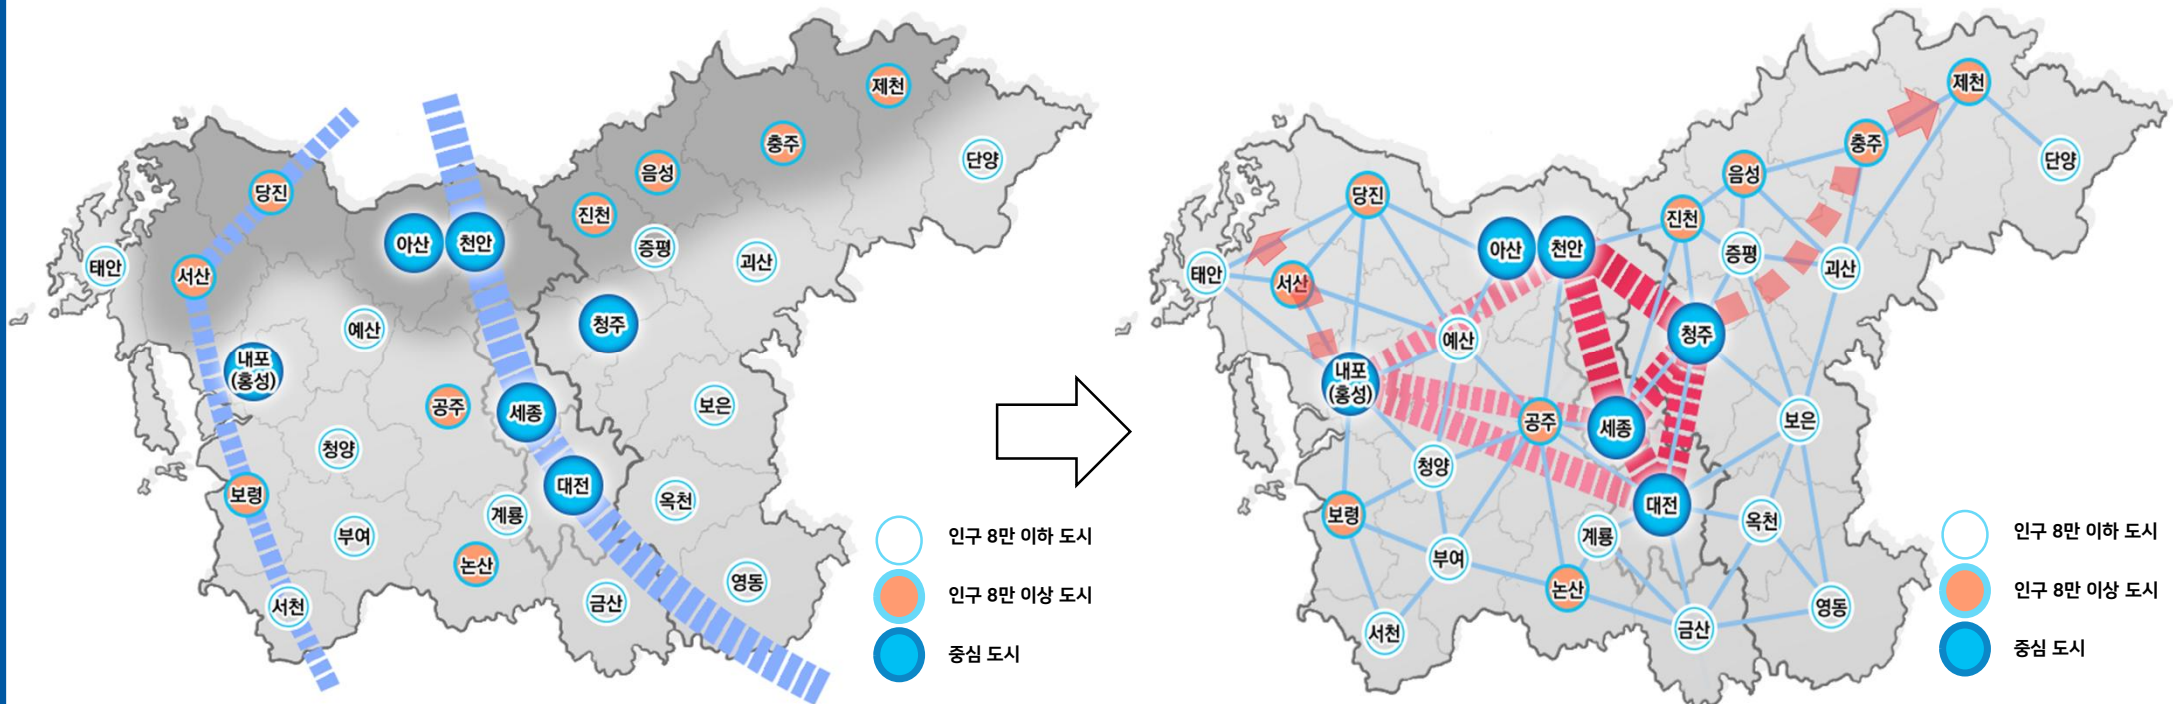 제천
충주
단양
음성
당진
진천
아산
천안
증평
괴산
태안
서산
청주
예산
내포
(홍성)
공주
세종
보은
청양
대전
보령
옥천
계룡
부여
논산
영동
금산
서천
인구 8만 이하 도시
인구 8만 이상 도시
중심 도시
제천
충주
단양
음성
당진
진천
아산
천안
증평
괴산
태안
서산
청주
예산
내포
(홍성)
공주
세종
보은
청양
대전
보령
옥천
계룡
부여
논산
영동
금산
서천
인구 8만 이하 도시
인구 8만 이상 도시
중심 도시